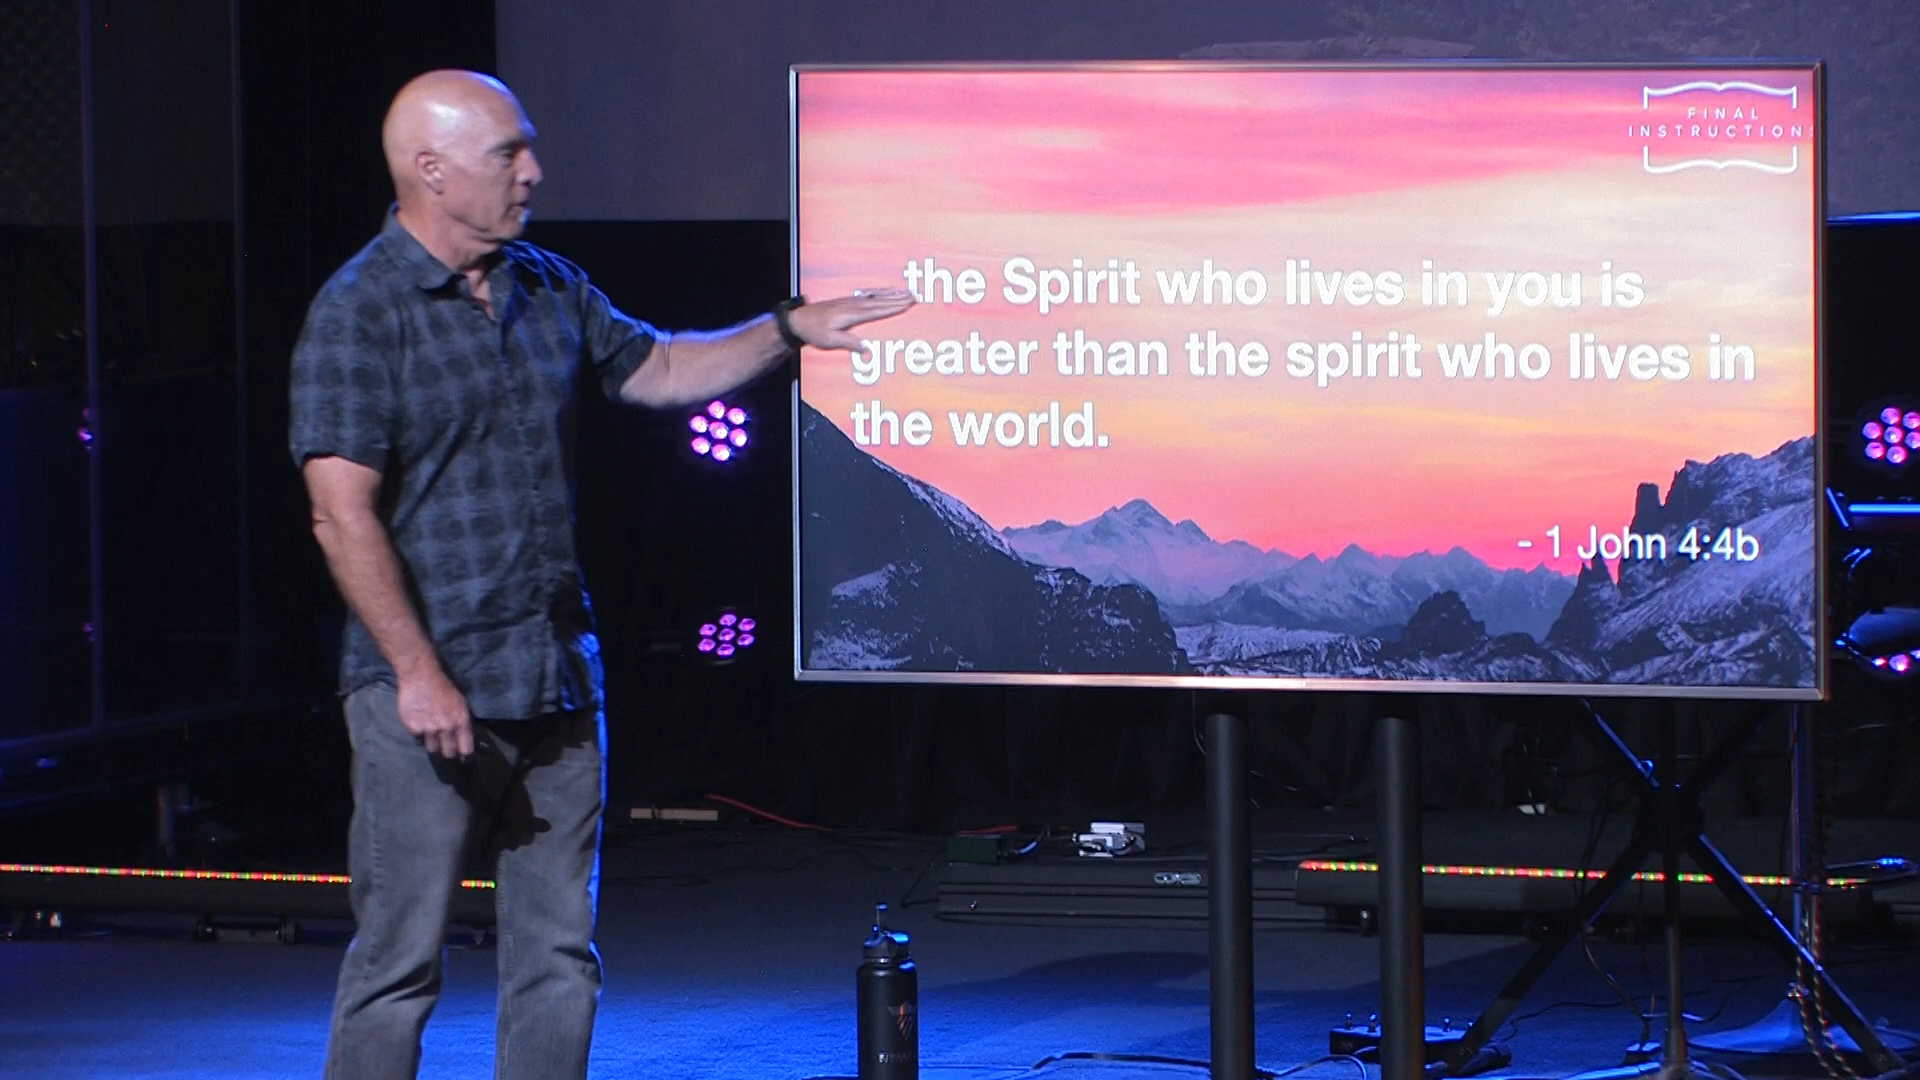 FINAL
INSTRUCTION
the Spirit who lives in you is
greater than the spirit who lives in
the world.
- 1 John 4:4b